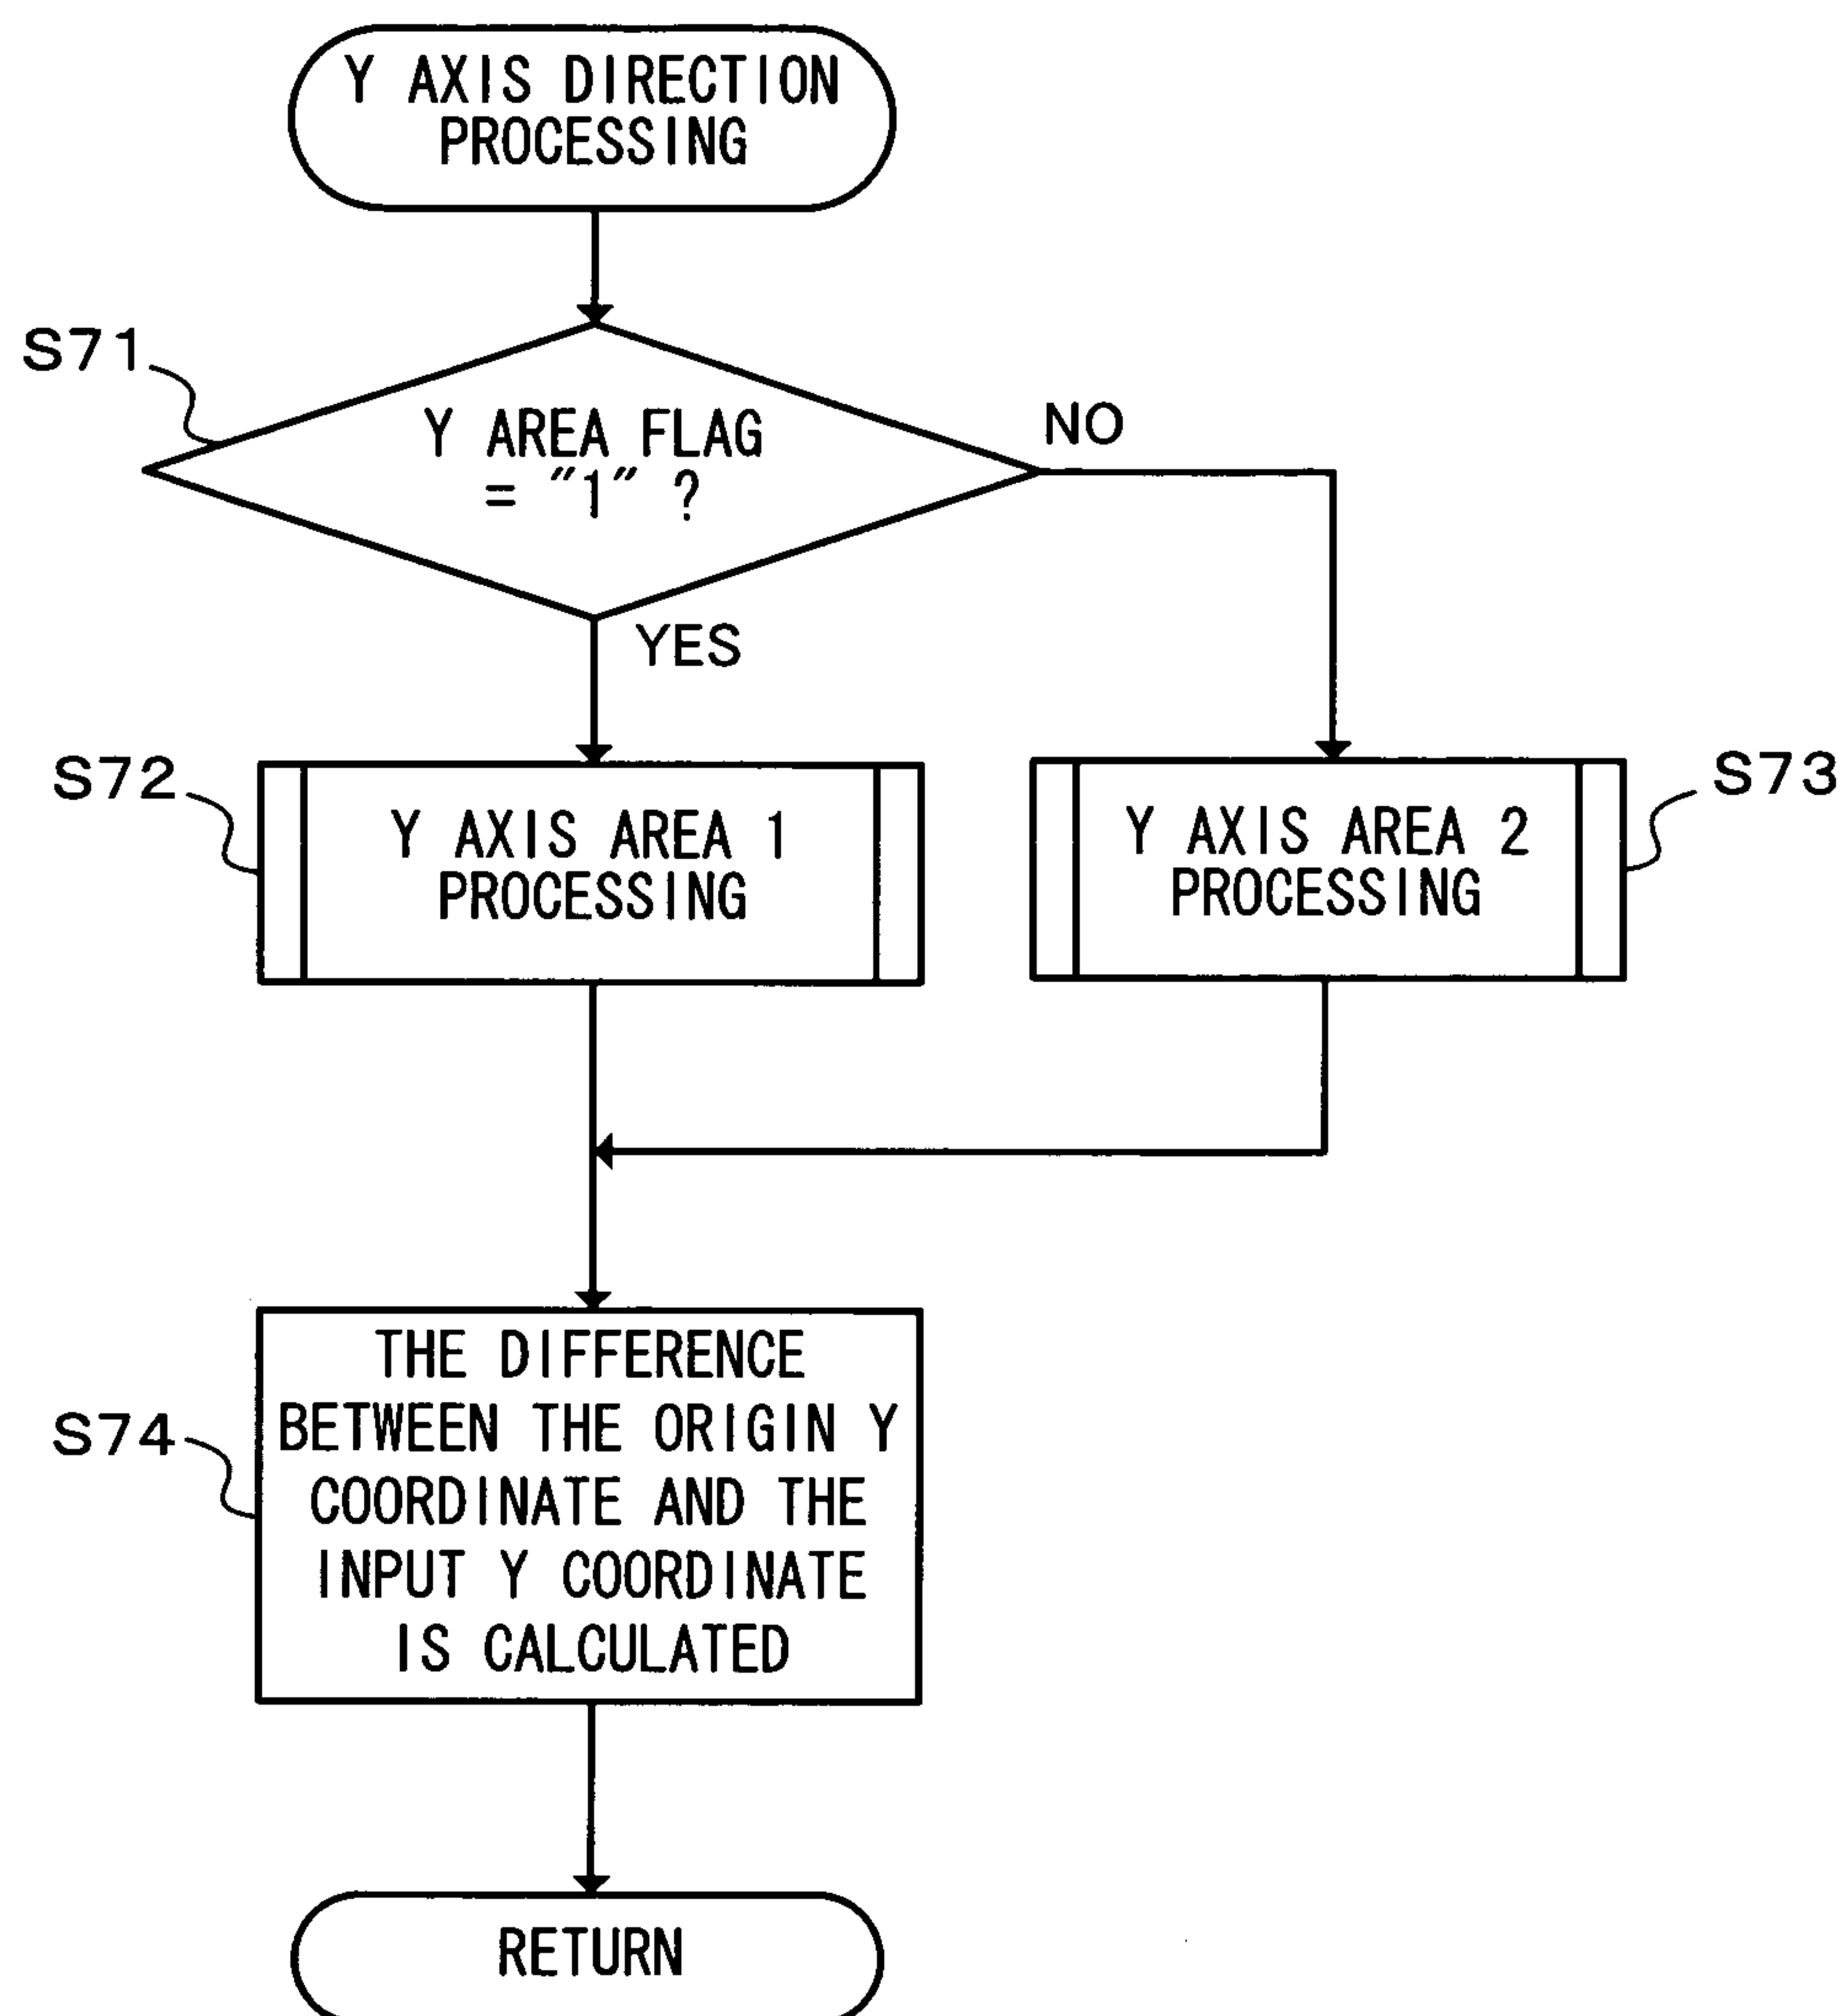 Y AXIS DIRECTION
PROCESSING
S71
Y AREA FLAG
= "1" ?
NO
YES
S72
Y AXIS AREA 1
PROCESSING
Y AXIS AREA 2
PROCESSING
S73
S74
THE DIFFERENCE
BETWEEN THE ORIGIN Y
COORDINATE AND THE
INPUT Y COORDINATE
IS CALCULATED
RETURN